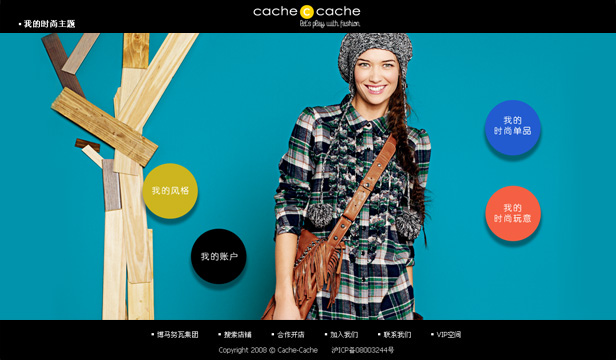 cache c cache
Let's play with fashion
▪ 我的时尚主题
我的
时尚单品
我的风格
我的
时尚玩意
我的账户
▪ 博马努瓦集团 ▪ 搜索店铺 ▪ 合作开店 ▪ 加入我们 ▪ 联系我们 ▪ VIP空间
Copyright 2008 © Cache-Cache 沪ICP备08003244号